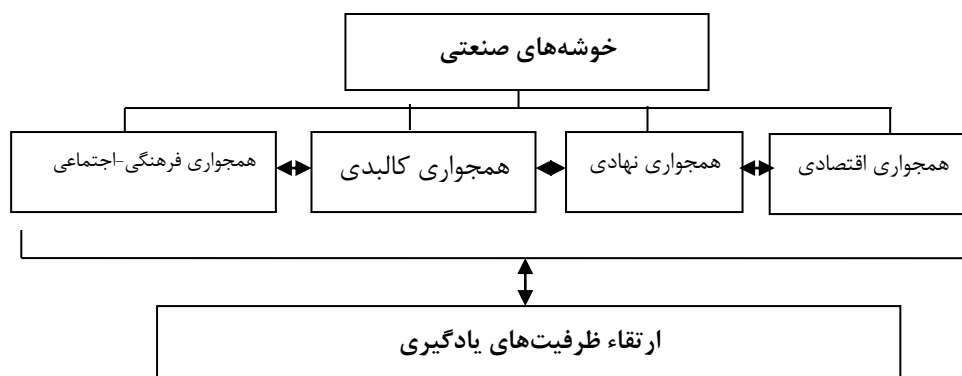 خوشه‌های صنعتی
همجواری اقتصادی
همجواری نهادی
همجواری کالبدی
همجواری فرهنگی-اجتماعی
ارتقاء ظرفیت‌های یادگیری